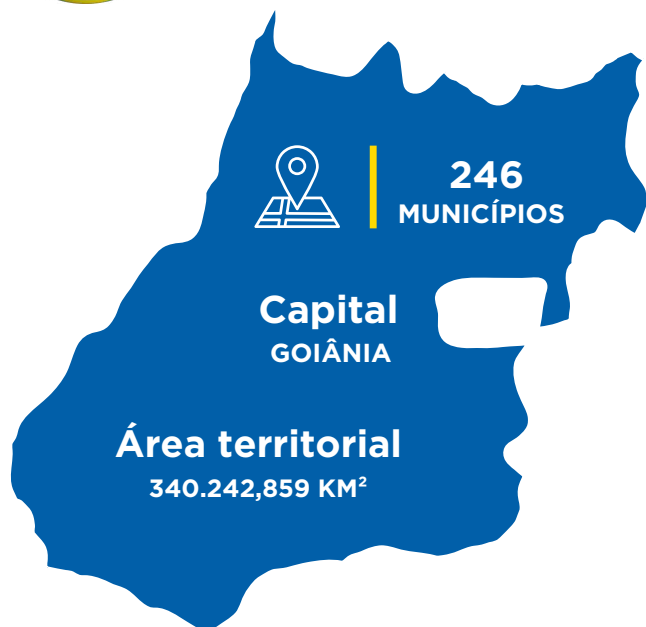 246
MUNICÍPIOS
Capital
GOIÂNIA
Área territorial
340.242,859 KM²